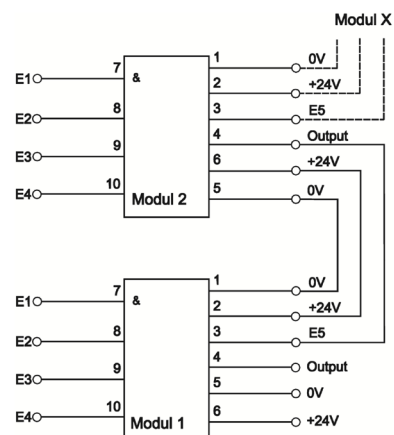 Modul X
7 & 1 0V
E1 2 +24V
8 3 E5
E2 4 Output
9 6 +24V
E3 5 0V
10
E4 Modul 2
7 & 1 0V
E1 2 +24V
8 3 E5
E2 4 Output
9 5 0V
E3 6 +24V
10
E4 Modul 1